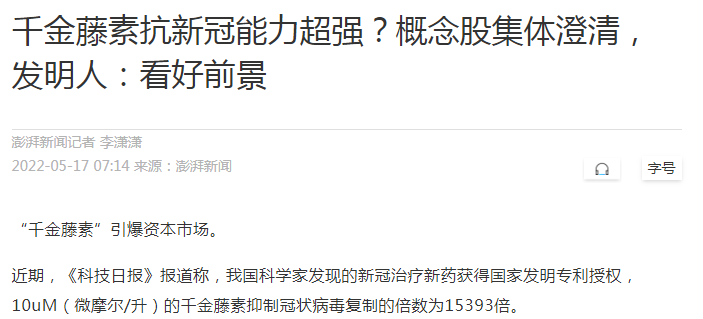 千金藤素抗新冠能力超强？概念股集体澄清，
发明人：看好前景
澎湃新闻记者 李潇潇
2022-05-17 07:14 来源：澎湃新闻
字号
“千金藤素”引爆资本市场。
近期，《科技日报》报道称，我国科学家发现的新冠治疗新药获得国家发明专利授权，
10uM（微摩尔/升）的千金藤素抑制冠状病毒复制的倍数为15393倍。